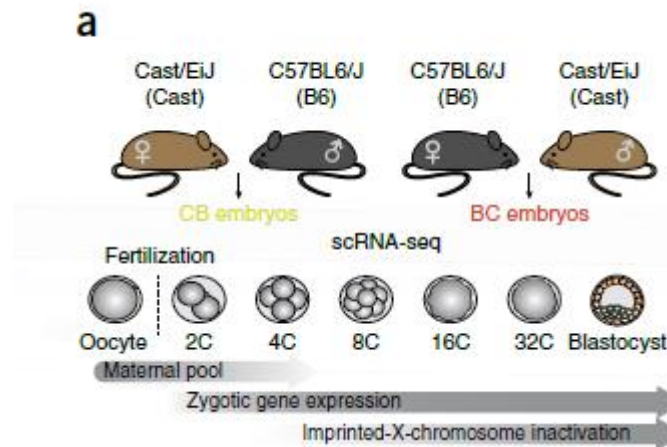 a
Cast/EiJ C57BL6/J C57BL6/J Cast/EiJ
(Cast) (B6) (B6) (Cast)
♀ ♂ ♀ ♂
CB embryos BC embryos
scRNA-seq
Fertilization
Oocyte 2C 4C 8C 16C 32C Blastocyst
Maternal pool
Zygotic gene expression
Imprinted-X-chromosome inactivation